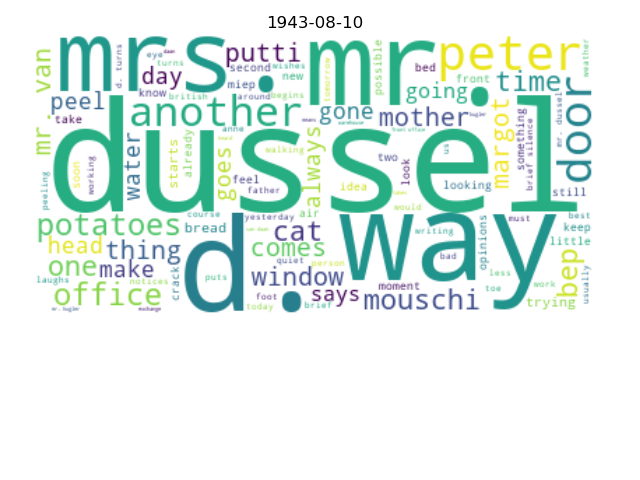 1943-08-10
mrs. mr. peter
putti
mr. van
d. turns
eye
turns
day
second
wishes
new
miep
know
british
around
begins
tomorrow
possible
bed
front
going
time
weather
door
peel
take
another
gone
mother
dussel
peeling
soon
working
water
starts
already
goes
anne
feel
father
walking
always
idea
two
look
us
looking
margot
something
brief silence
mr. dussel
still
potatoes
head
thing
one
make
office
laughs
notices
crack
course
bread
yesterday
air
d.
puts
cat
comes
quiet
person
window
foot
says
today
brief
would
way
writing
moment
mouschi
bad
opinions
less
toe
must
work
trying
bep
best
keep
little
usually
mr. kugler